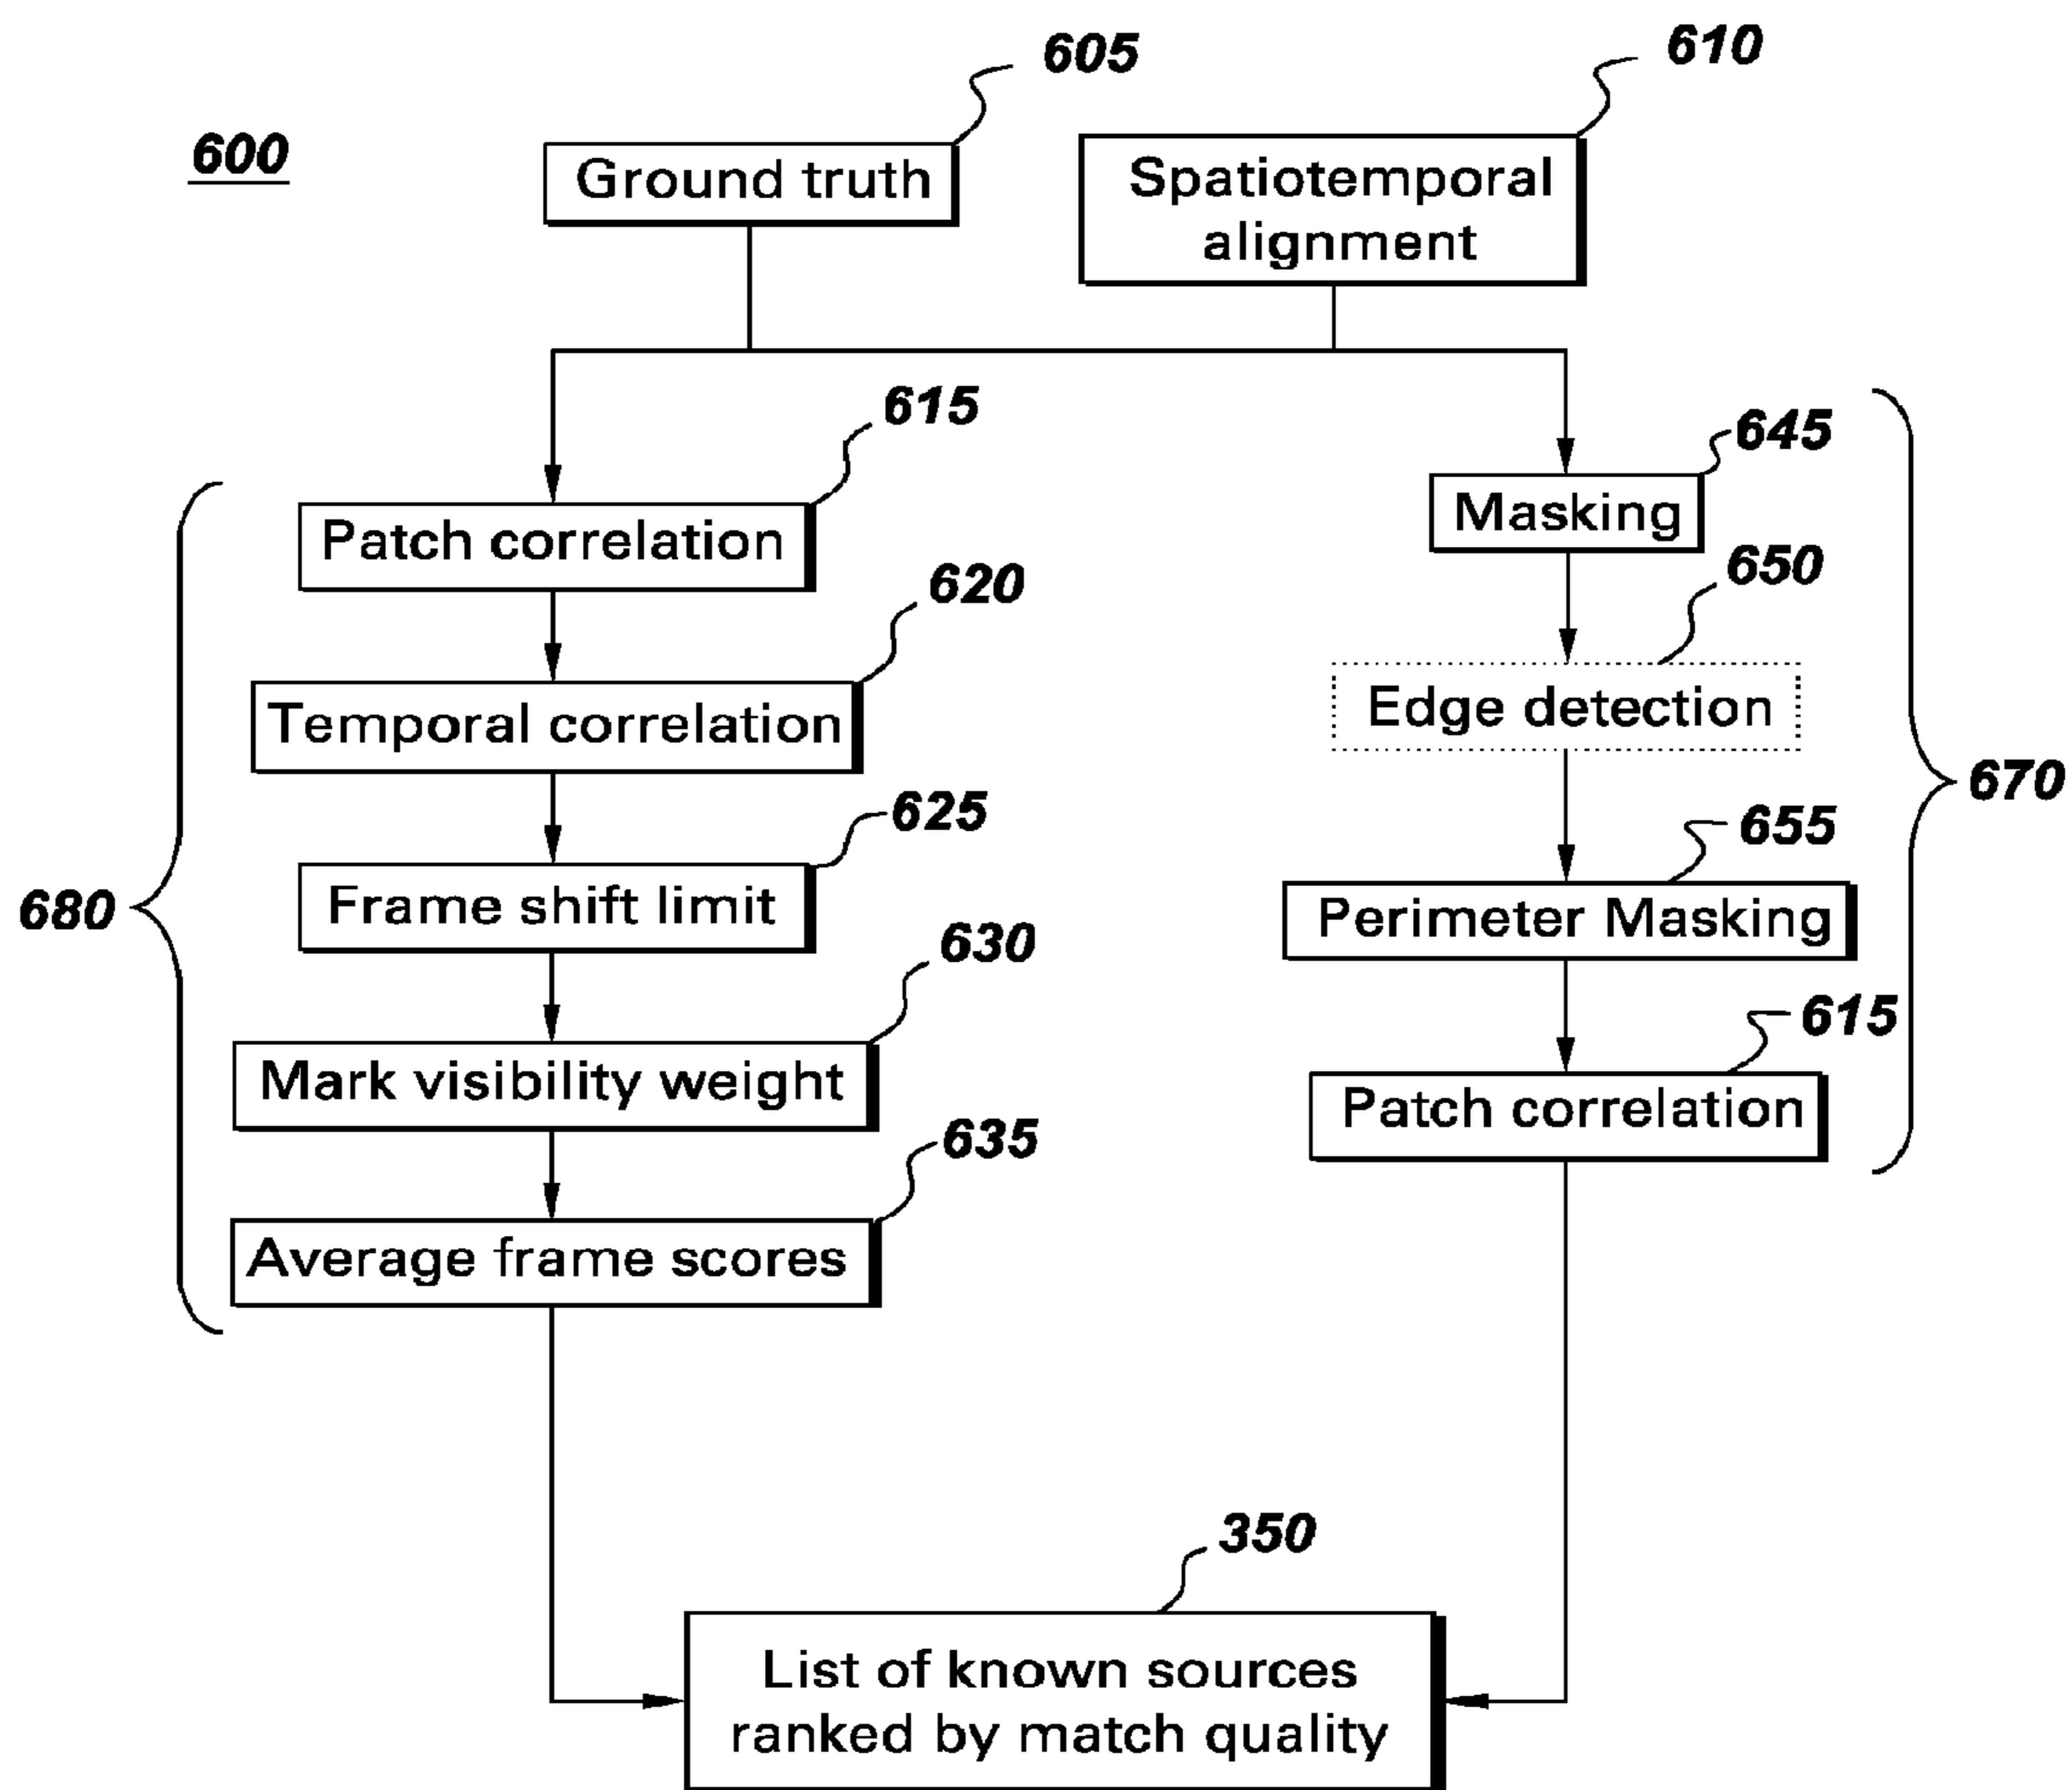 605
610
600
Ground truth
Spatiotemporal
alignment
615
645
Patch correlation
Masking
620
650
Temporal correlation
Edge detection
670
625
655
680
Frame shift limit
Perimeter Masking
630
615
Mark visibility weight
Patch correlation
635
Average frame scores
350
List of known sources
ranked by match quality